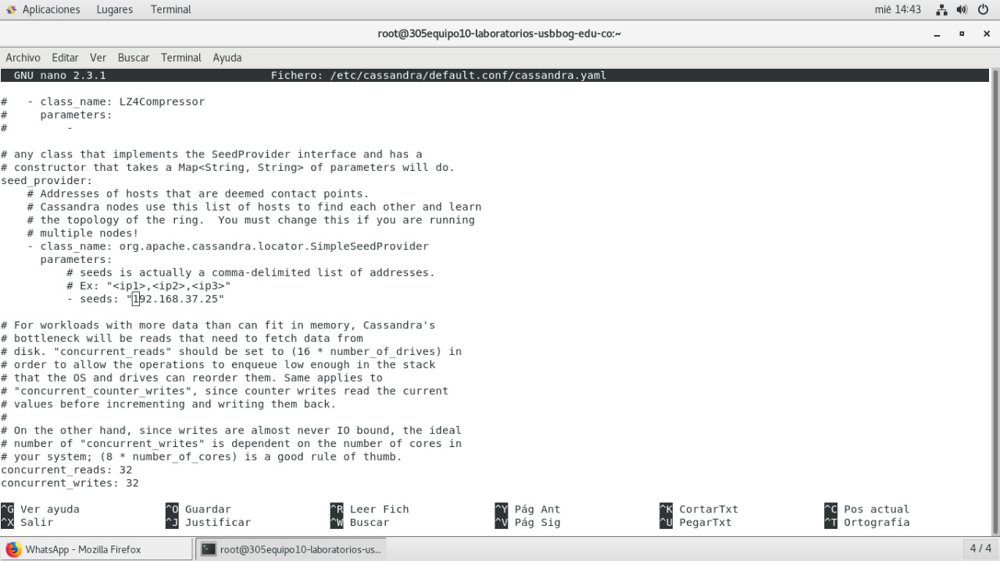 Aplicaciones Lugares Terminal mié 14:43
root@305equipo10-laboratorios-usbbog-edu-co:~
Archivo Editar Ver Buscar Terminal Ayuda
GNU nano 2.3.1 Fichero: /etc/cassandra/default.conf/cassandra.yaml
#   - class_name: LZ4Compressor
#     parameters:
#         -
# any class that implements the SeedProvider interface and has a
# constructor that takes a Map<String, String> of parameters will do.
seed_provider:
    # Addresses of hosts that are deemed contact points.
    # Cassandra nodes use this list of hosts to find each other and learn
    # the topology of the ring.  You must change this if you are running
    # multiple nodes!
    - class_name: org.apache.cassandra.locator.SimpleSeedProvider
      parameters:
          # seeds is actually a comma-delimited list of addresses.
          # Ex: "<ip1>,<ip2>,<ip3>"
          - seeds: "192.168.37.25"
# For workloads with more data than can fit in memory, Cassandra's
# bottleneck will be reads that need to fetch data from
# disk. "concurrent_reads" should be set to (16 * number_of_drives) in
# order to allow the operations to enqueue low enough in the stack
# that the OS and drives can reorder them. Same applies to
# "concurrent_counter_writes", since counter writes read the current
# values before incrementing and writing them back.
#
# On the other hand, since writes are almost never IO bound, the ideal
# number of "concurrent_writes" is dependent on the number of cores in
# your system; (8 * number_of_cores) is a good rule of thumb.
concurrent_reads: 32
concurrent_writes: 32
^G Ver ayuda ^O Guardar ^R Leer Fich ^Y Pág Ant ^K CortarTxt ^C Pos actual
^X Salir ^J Justificar ^W Buscar ^V Pág Sig ^U PegarTxt ^T Ortografía
WhatsApp - Mozilla Firefox root@305equipo10-laboratorios-us... 4 / 4